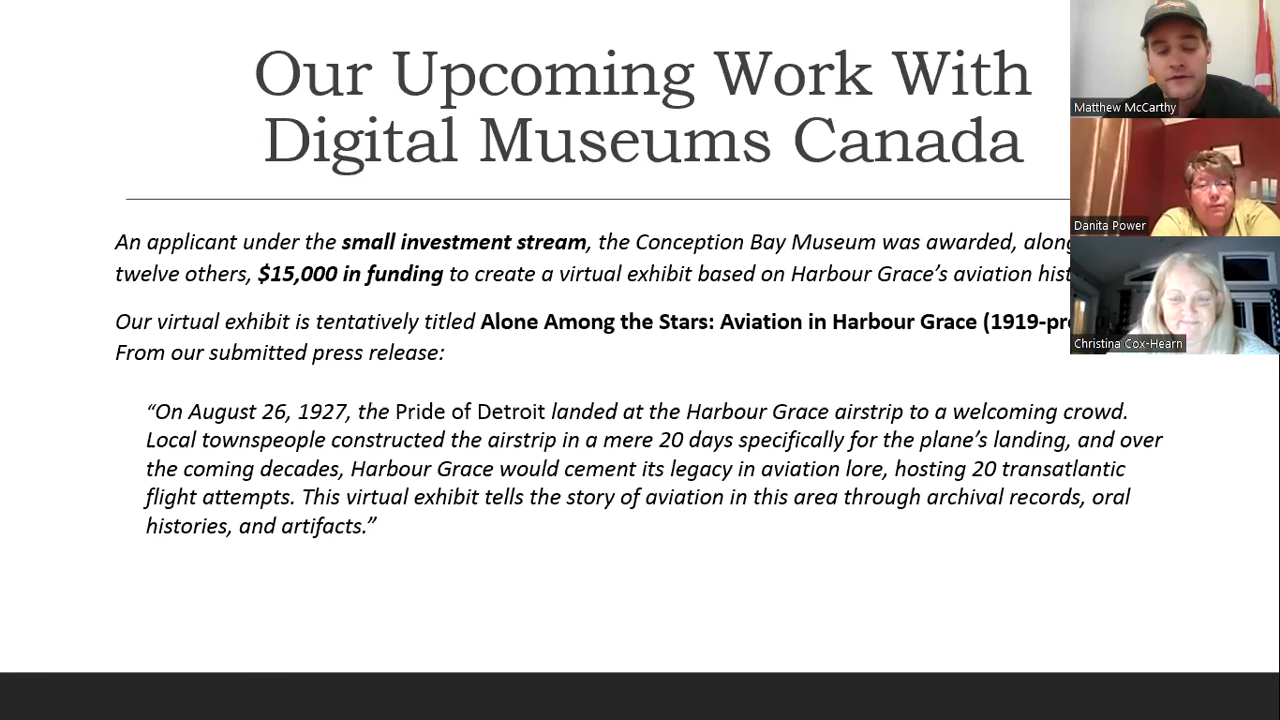 Our Upcoming Work With
Digital Museums Canada
An applicant under the small investment stream, the Conception Bay Museum was awarded,
twelve others, $15,000 in funding to create a virtual exhibit based on Harbour Grace’s aviation
Our virtual exhibit is tentatively titled Alone Among the Stars: Aviation in Harbour Grace
From our submitted press release:
“On August 26, 1927, the Pride of Detroit landed at the Harbour Grace airstrip to a welcoming crowd.
Local townspeople constructed the airstrip in a mere 20 days specifically for the plane’s landing, and over
the coming decades, Harbour Grace would cement its legacy in aviation lore, hosting 20 transatlantic
flight attempts. This virtual exhibit tells the story of aviation in this area through archival records, oral
histories, and artifacts.”
Matthew McCarthy
Danita Power
Christina Cox-Hearn